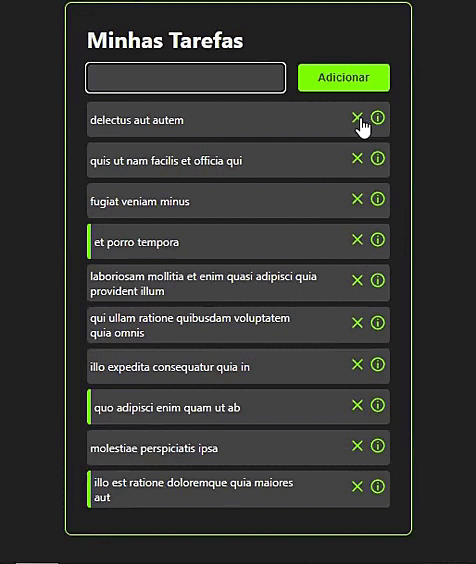 Minhas Tarefas
Adicionar
delectus aut autem
quis ut nam facilis et officia qui
fugiat veniam minus
et porro tempora
laboriosam mollitia et enim quasi adipisci quia
provident illum
qui ullam ratione quibusdam voluptatem
quia omnis
illo expedita consequatur quia in
quo adipisci enim quam ut ab
molestiae perspiciatis ipsa
illo est ratione doloremque quia maiores
aut